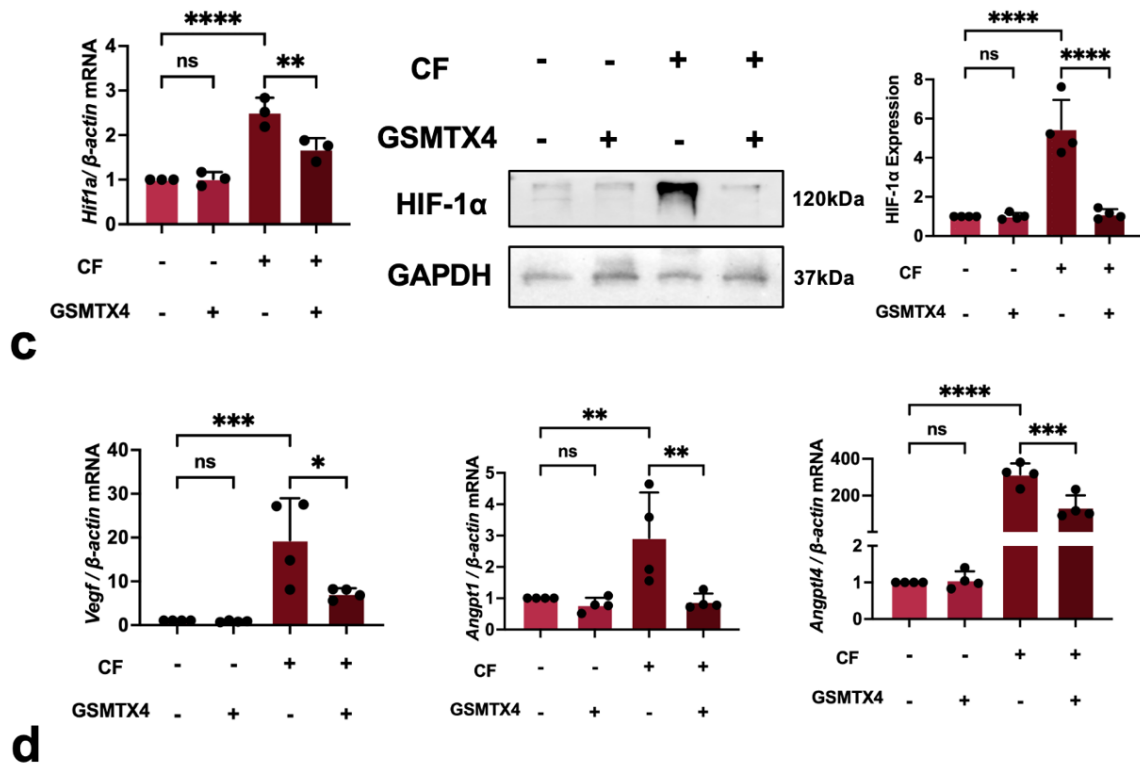 **** ns **
4
3
2
1
0
Hif1a/ β-actin mRNA
CF - - + +
GSMTX4 - + - +
CF - - + +
GSMTX4 - + - +
HIF-1α 120kDa
GAPDH 37kDa
**** ns ****
8
6
4
2
0
HIF-1α Expression
CF - - + +
GSMTX4 - + - +
c
*** ns *
40
30
20
10
0
Vegf / β-actin mRNA
CF - - + +
GSMTX4 - + - +
** ns **
5
4
3
2
1
0
Angpt1 / β-actin mRNA
CF - - + +
GSMTX4 - + - +
**** ns ***
400
200
2
1
0
Angptl4 / β-actin mRNA
CF - - + +
GSMTX4 - + - +
d